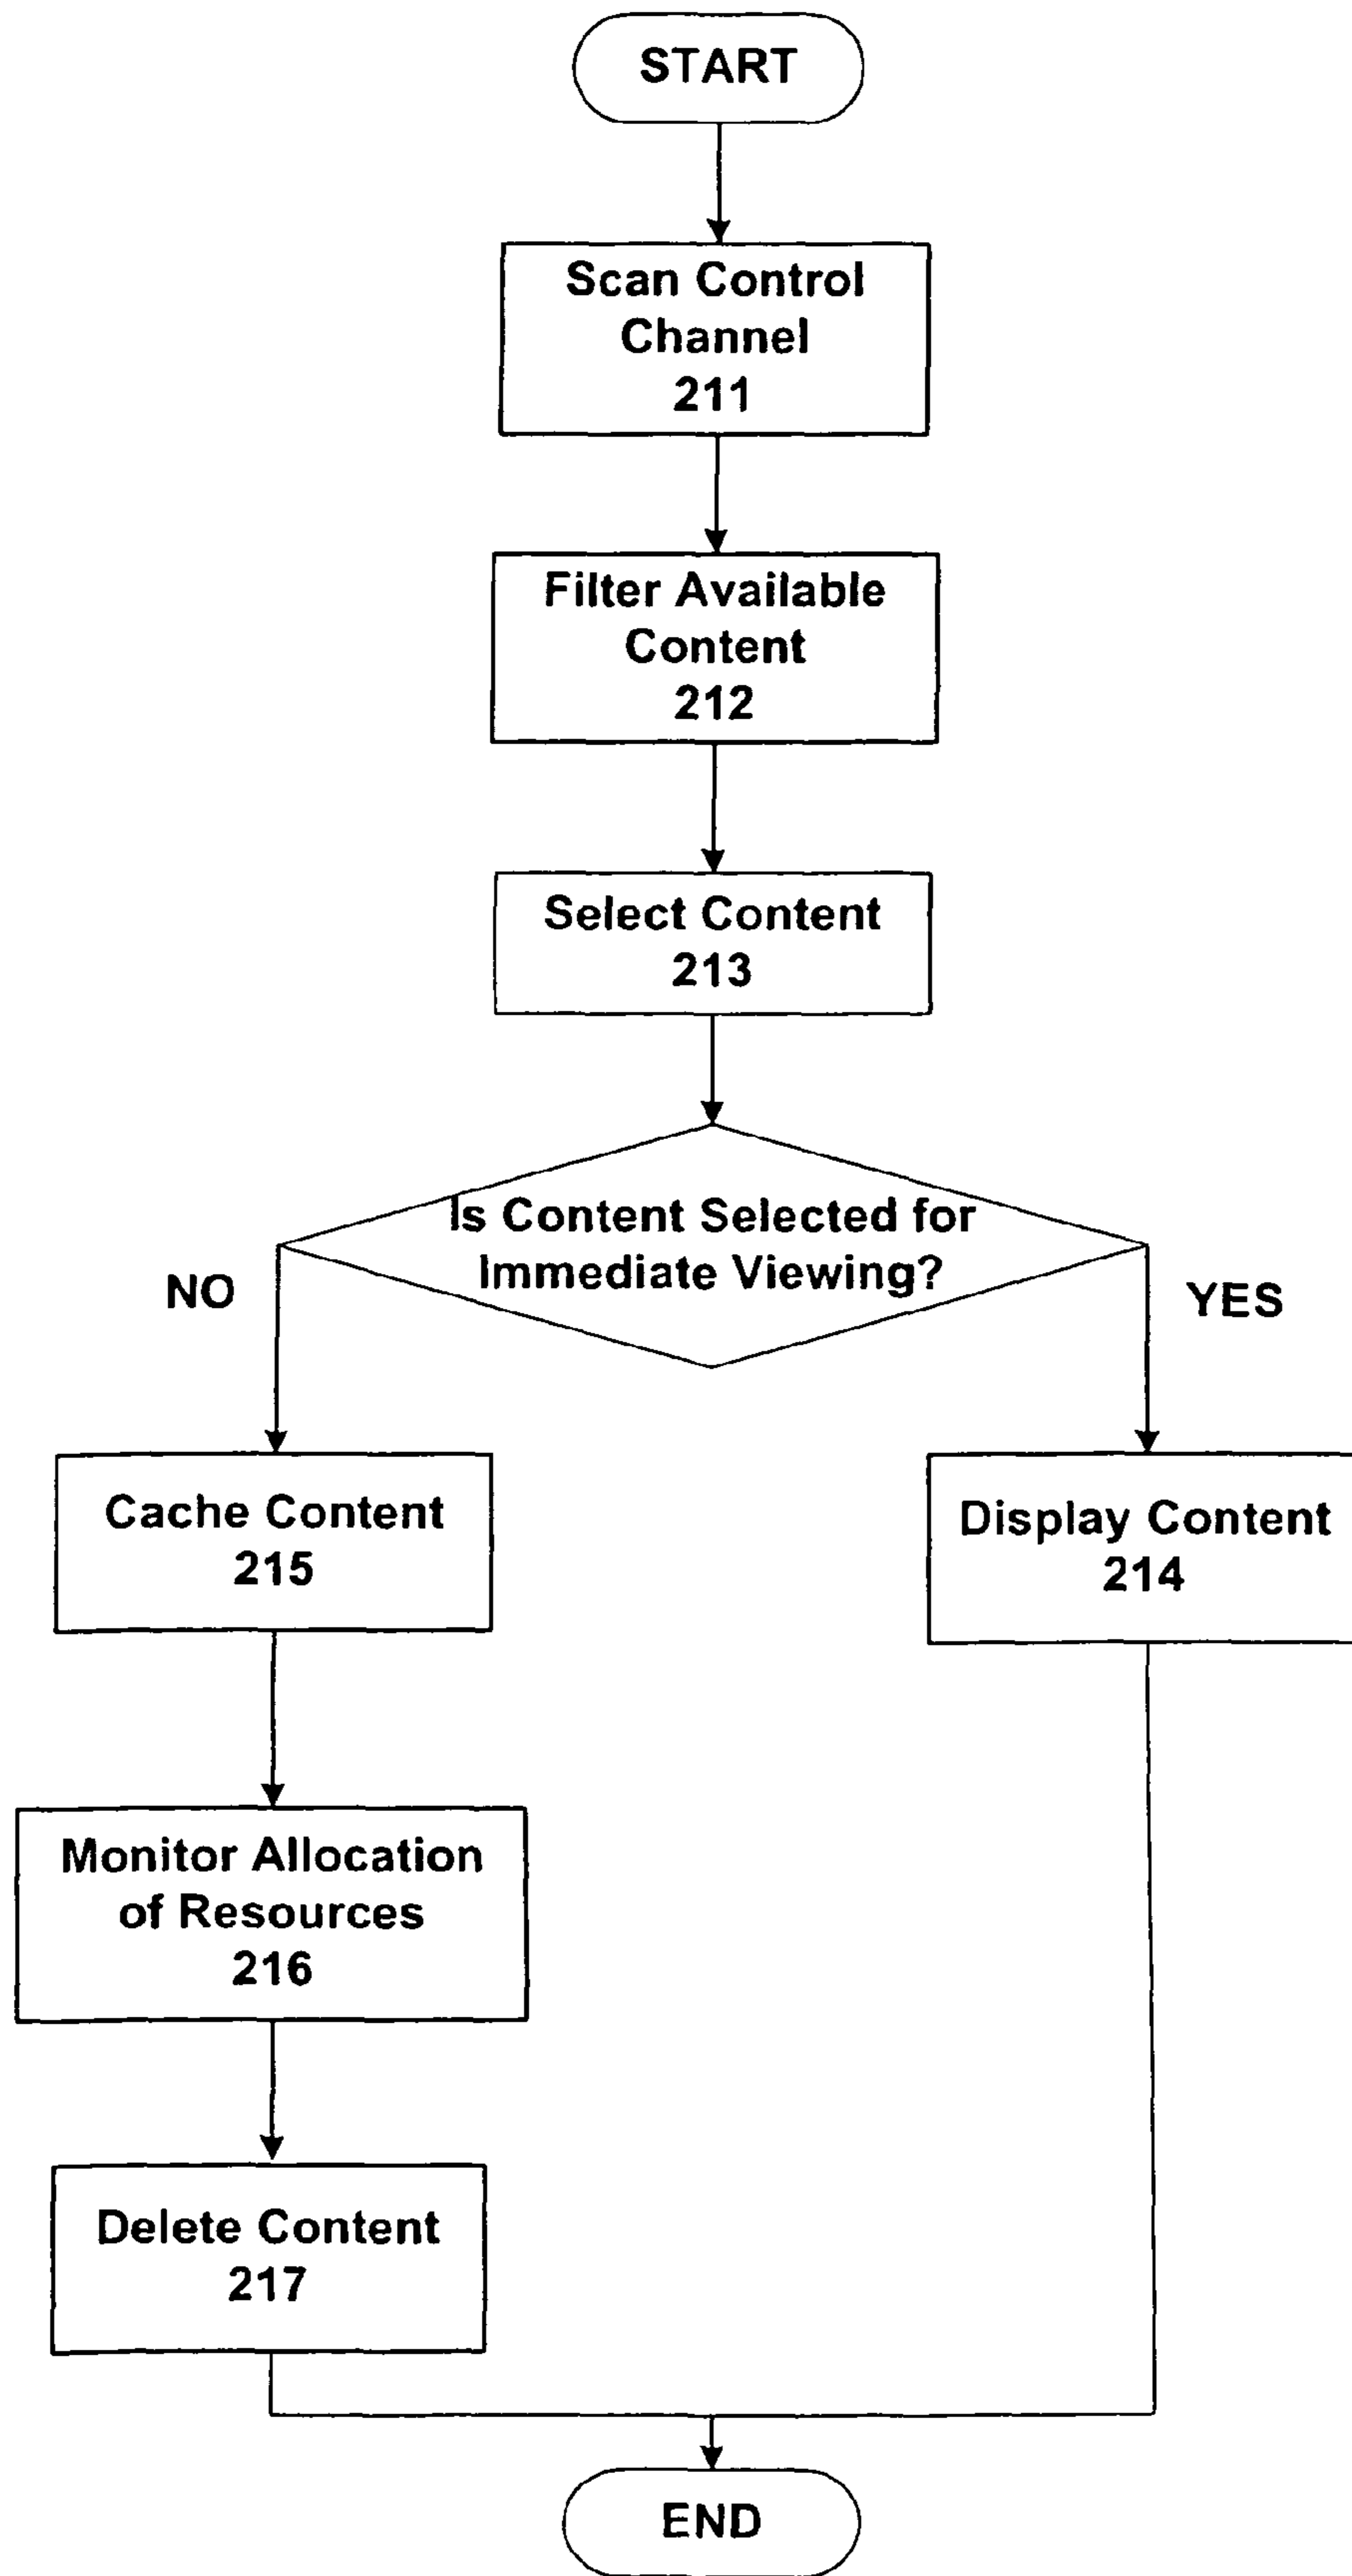 START
Scan Control
Channel
211
Filter Available
Content
212
Select Content
213
Is Content Selected for
Immediate Viewing?
NO
YES
Cache Content
215
Display Content
214
Monitor Allocation
of Resources
216
Delete Content
217
END